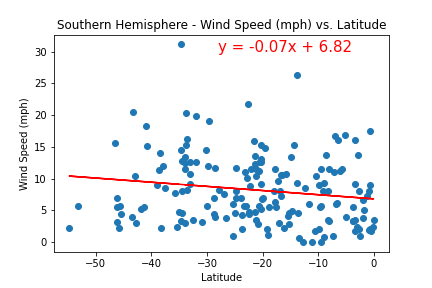 Southern Hemisphere - Wind Speed (mph) vs. Latitude
y = -0.07x + 6.82
30
25
20
15
10
5
0
Wind Speed (mph)
−50 −40 −30 −20 −10 0
Latitude